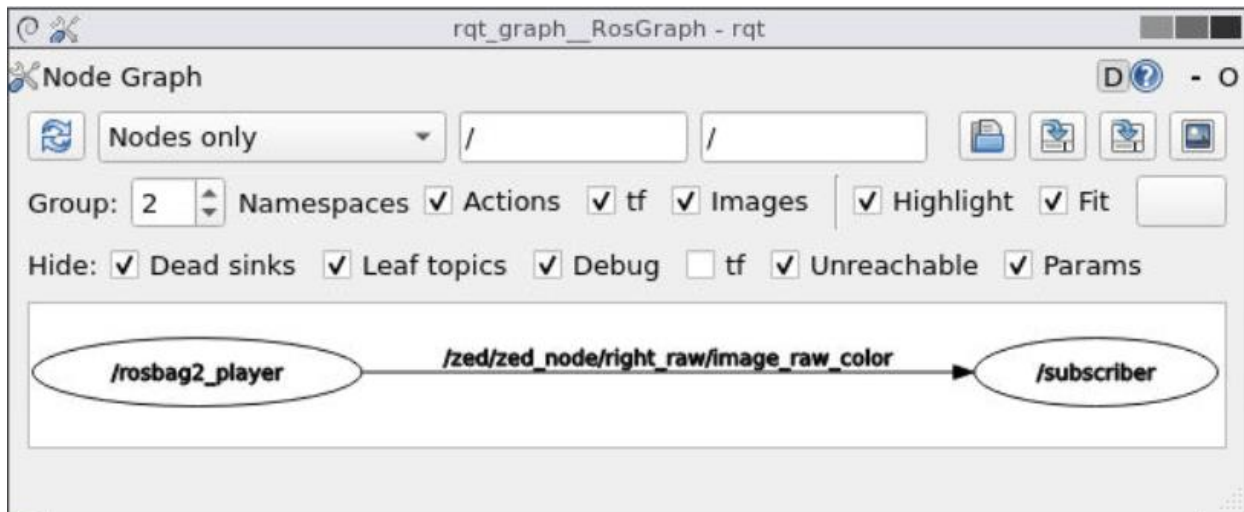 rqt_graph__RosGraph - rqt
Node Graph
D ? - O
Nodes only / /
Group: 2 Namespaces Actions tf Images Highlight Fit
Hide: Dead sinks Leaf topics Debug tf Unreachable Params
/rosbag2_player /zed/zed_node/right_raw/image_raw_color /subscriber